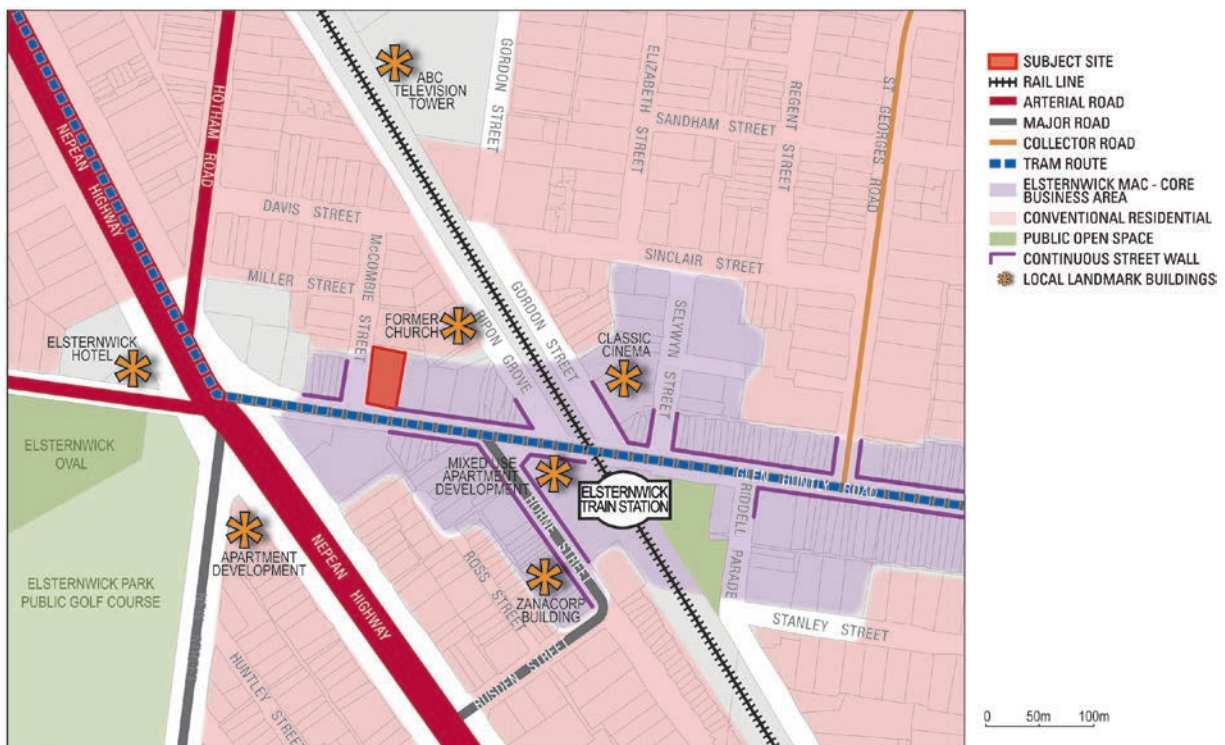 ABC
TELEVISION
TOWER
GORDON STREET
ELIZABETH STREET
SANDHAM STREET
REGENT STREET
ST GEORGES ROAD
NEPEAN HIGHWAY
HOTHAM ROAD
DAVIS STREET
McCOMBIE STREET
MILLER STREET
SINCLAIR STREET
FORMER
CHURCH
RIPON GROVE
GORDON STREET
CLASSIC
CINEMA
SELWYN STREET
ELSTERNWICK
HOTEL
ELSTERNWICK
OVAL
MIXED USE
APARTMENT
DEVELOPMENT
ELSTERNWICK
TRAIN STATION
GLEN HUNTLY ROAD
RIDDELL PARADE
HORNE STREET
APARTMENT
DEVELOPMENT
NEPEAN HIGHWAY
ROSS STREET
ZANACORP
BUILDING
ELSTERNWICK PARK
PUBLIC GOLF COURSE
STANLEY STREET
HUNTLEY STREET
RUSDEN STREET
SUBJECT SITE
RAIL LINE
ARTERIAL ROAD
MAJOR ROAD
COLLECTOR ROAD
TRAM ROUTE
ELSTERNWICK MAC - CORE
BUSINESS AREA
CONVENTIONAL RESIDENTIAL
PUBLIC OPEN SPACE
CONTINUOUS STREET WALL
LOCAL LANDMARK BUILDINGS
0 50m 100m